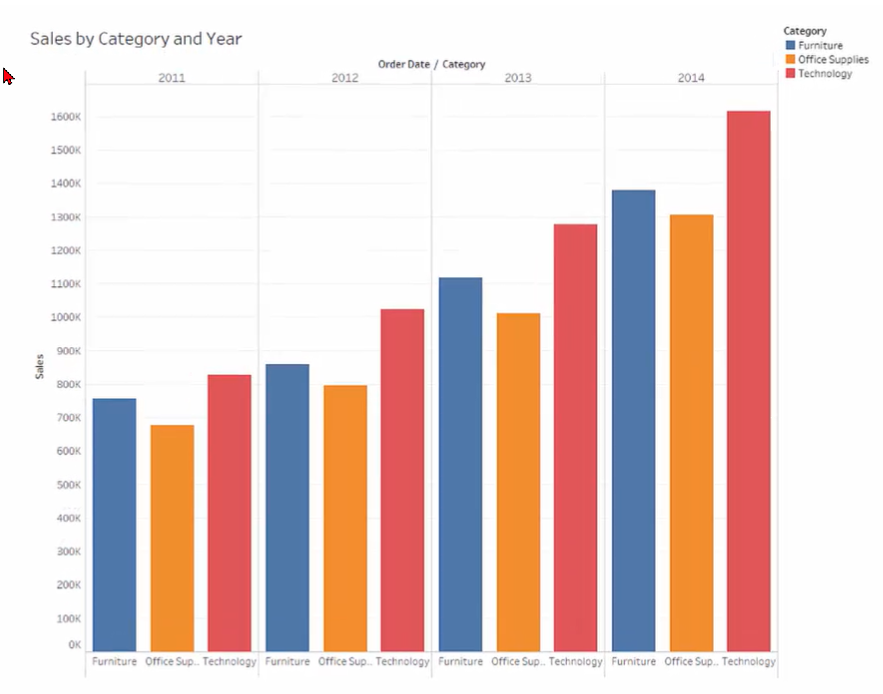 Sales by Category and Year
Category
Furniture
Office Supplies
Technology
Order Date / Category
2011 2012 2013 2014
1600K
1500K
1400K
1300K
1200K
1100K
1000K
900K
800K
700K
600K
500K
400K
300K
200K
100K
0K
Sales
Furniture Office Sup.. Technology Furniture Office Sup.. Technology Furniture Office Sup.. Technology Furniture Office Sup.. Technology